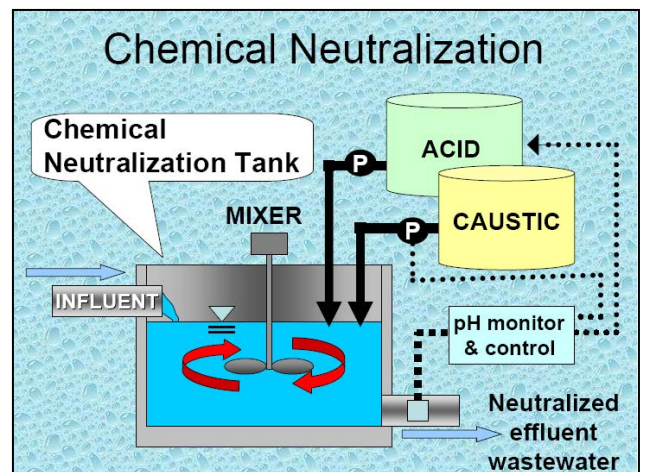 Chemical Neutralization
Chemical
Neutralization Tank
ACID
P
MIXER
CAUSTIC
P
INFLUENT
pH monitor
& control
Neutralized
effluent
wastewater